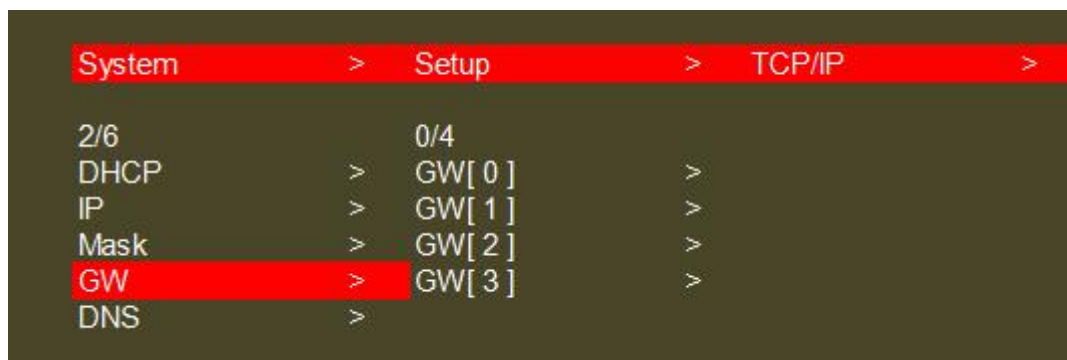 System > Setup > TCP/IP >
2/6 0/4
DHCP > GW[ 0 ] >
IP > GW[ 1 ] >
Mask > GW[ 2 ] >
GW > GW[ 3 ] >
DNS >